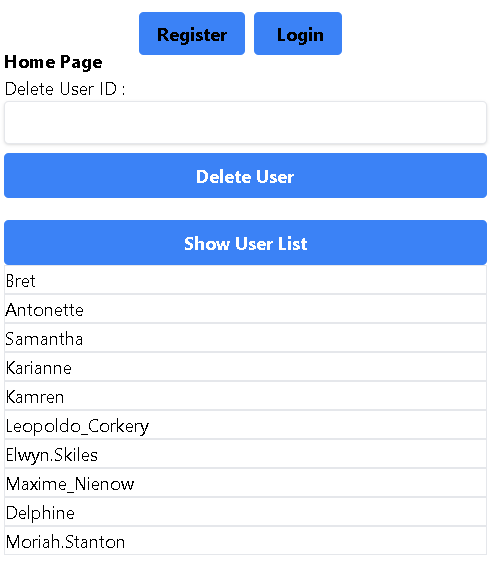 Register Login
Home Page
Delete User ID :
Delete User
Show User List
Bret
Antonette
Samantha
Karianne
Kamren
Leopoldo_Corkery
Elwyn.Skiles
Maxime_Nienow
Delphine
Moriah.Stanton